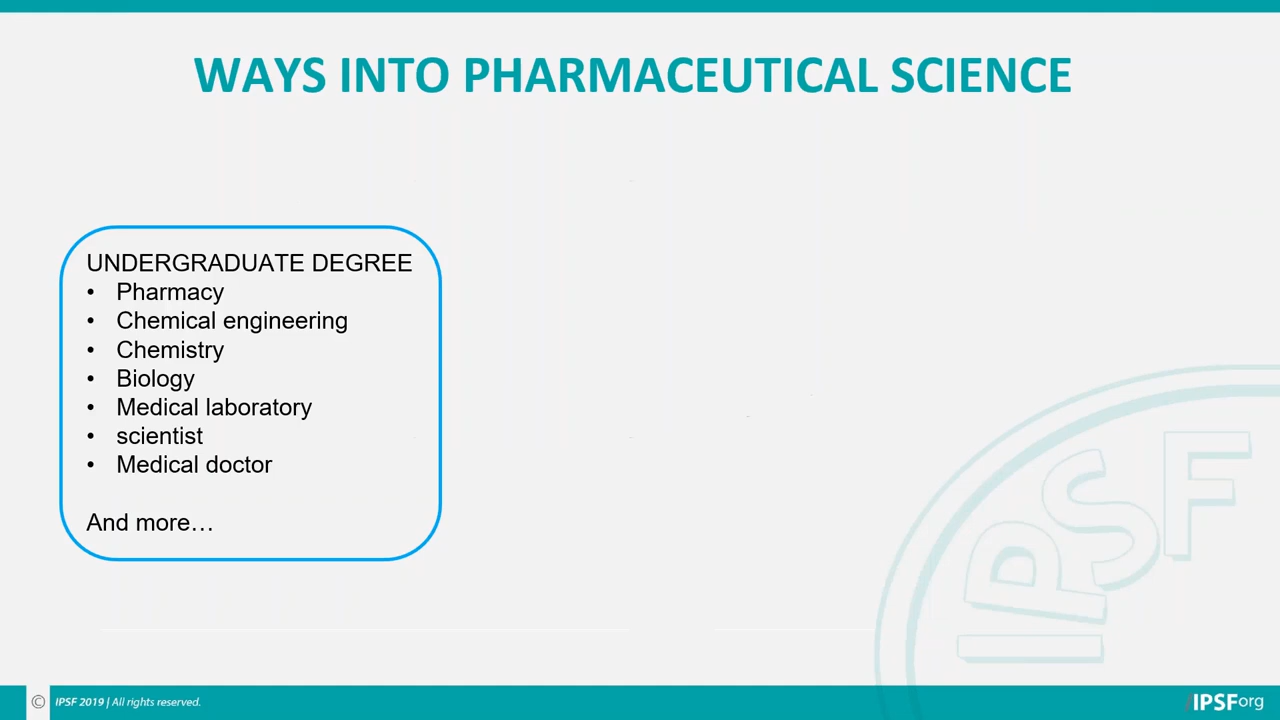 WAYS INTO PHARMACEUTICAL SCIENCE
UNDERGRADUATE DEGREE
• Pharmacy
• Chemical engineering
• Chemistry
• Biology
• Medical laboratory
• scientist
• Medical doctor
And more…
IPSF
© IPSF 2019 | All rights reserved.
/IPSForg